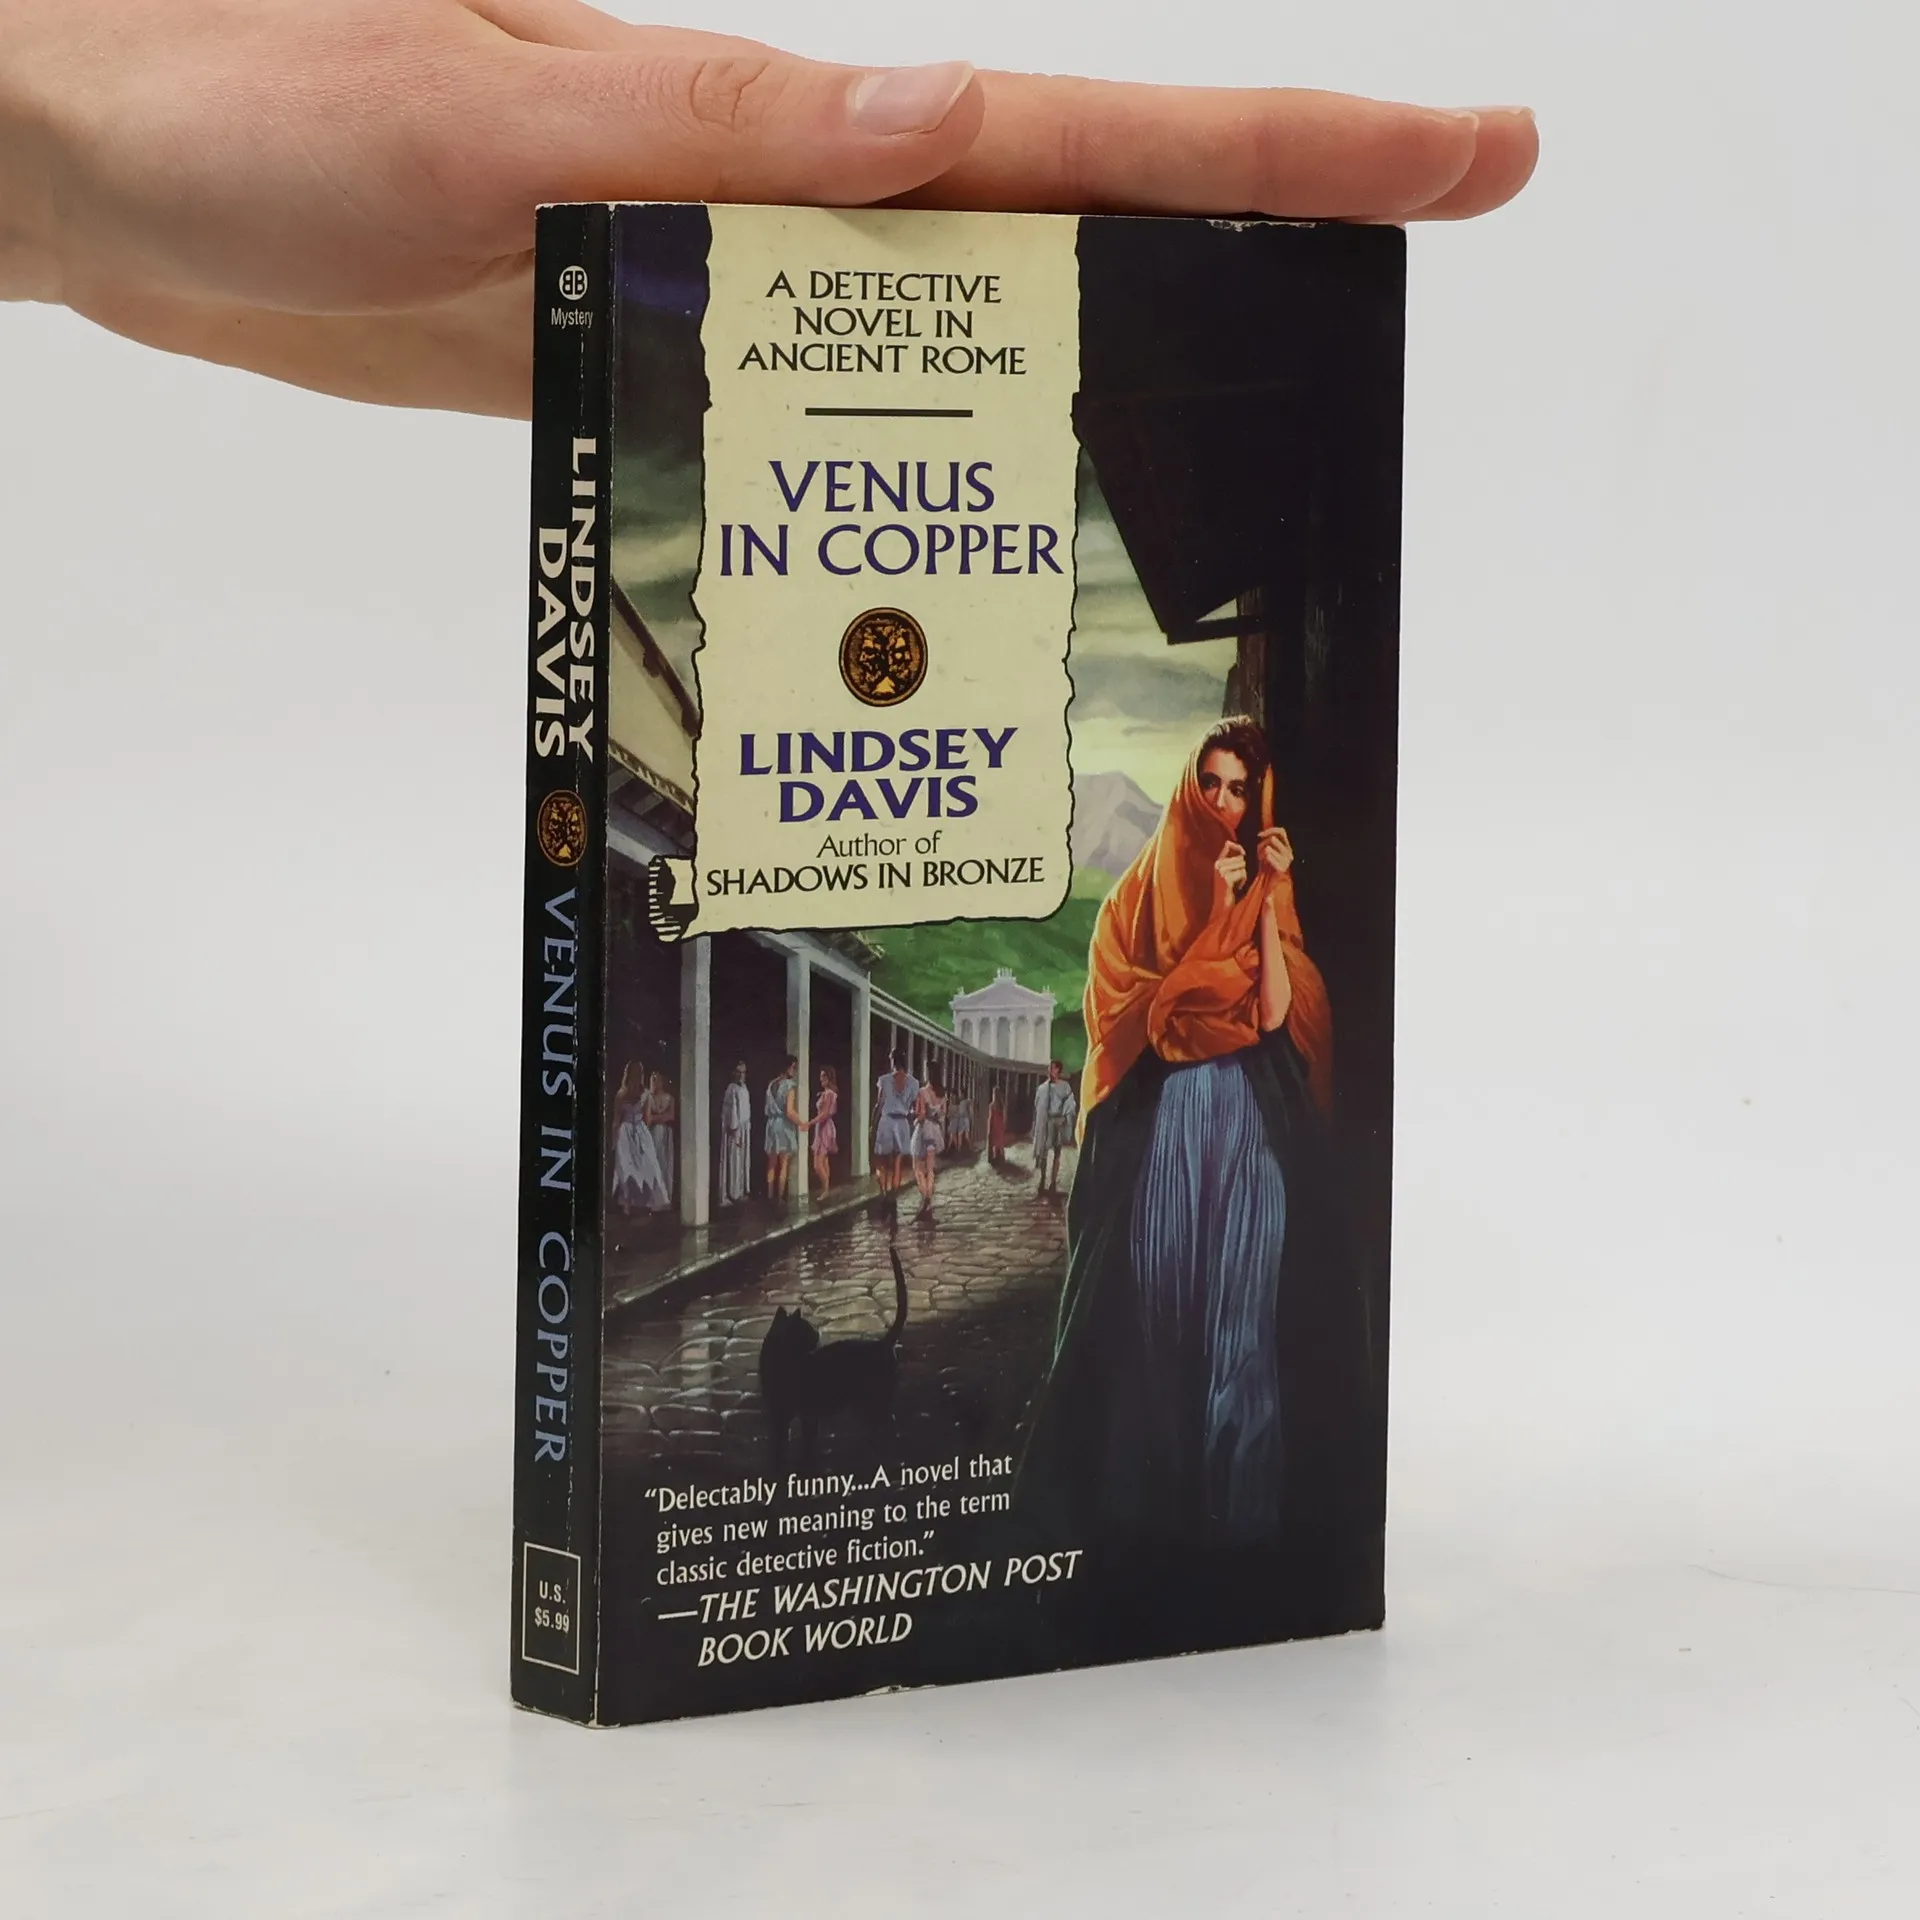 BB
Mystery
LINDSEY
DAVIS
VENUS IN COPPER
U.S.
$5.99
A DETECTIVE
NOVEL IN
ANCIENT ROME
VENUS
IN COPPER
LINDSEY
DAVIS
Author of
SHADOWS IN BRONZE
“Delectably funny...A novel that
gives new meaning to the term
classic detective fiction.”
—THE WASHINGTON POST
BOOK WORLD